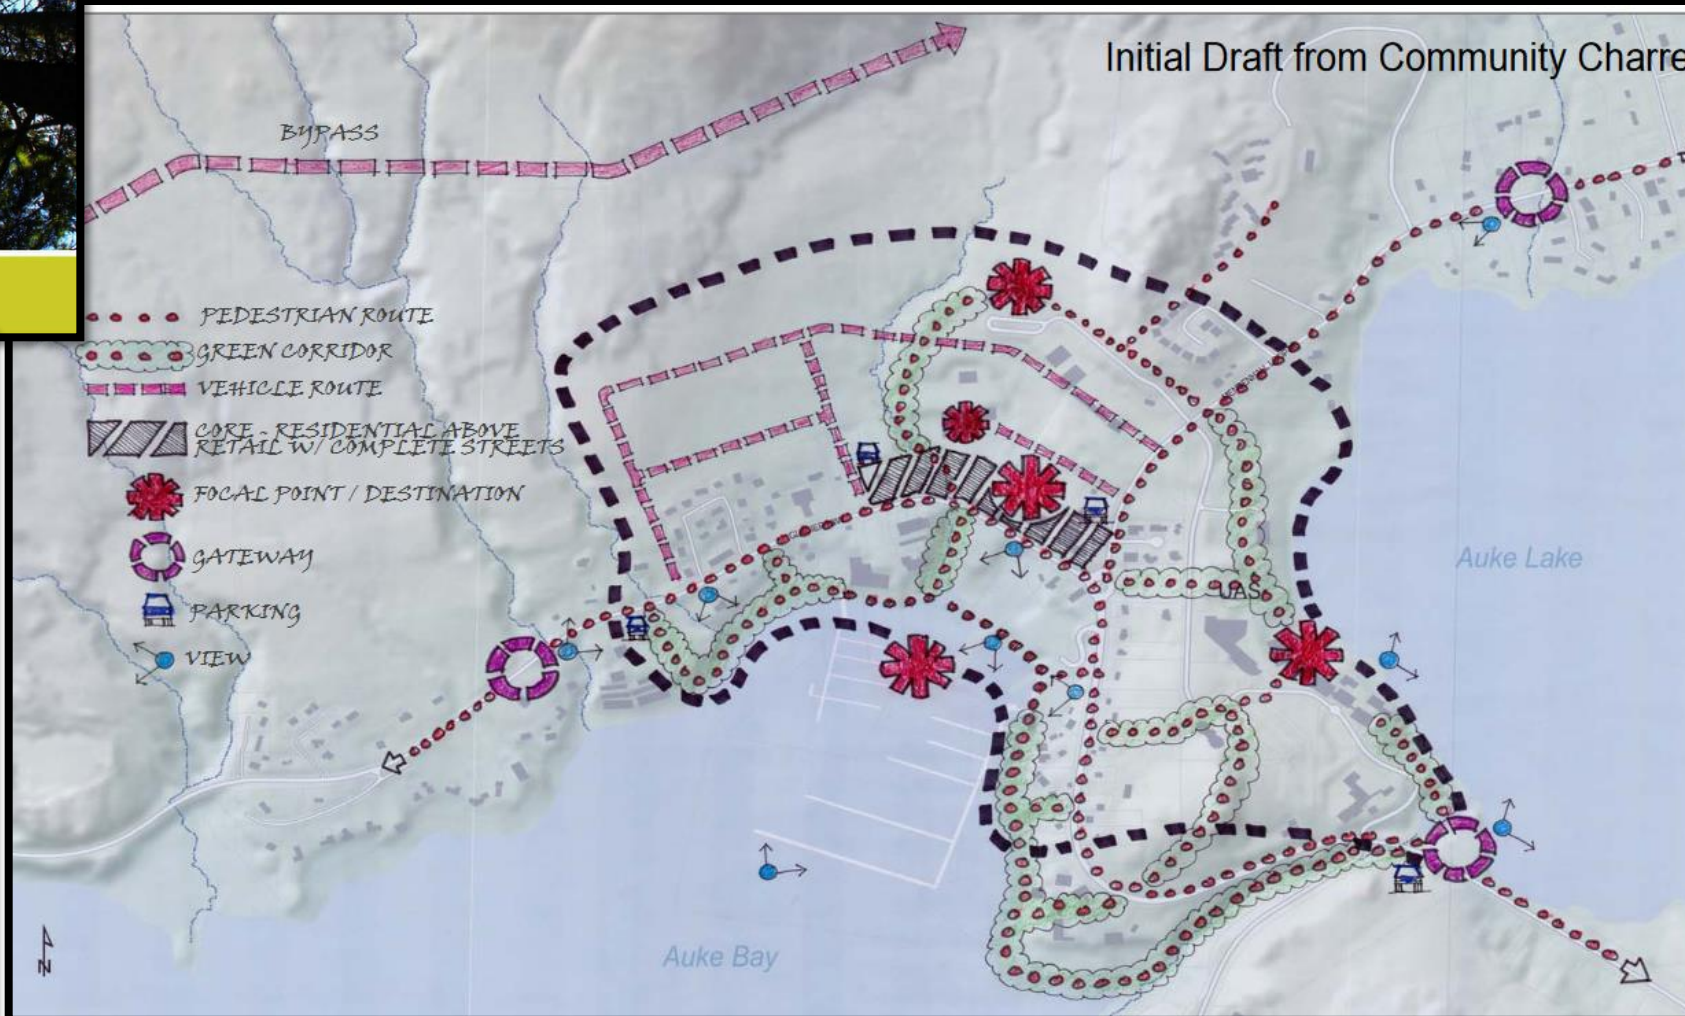 Initial Draft from Community Charre
BYPASS
PEDESTRIAN ROUTE
GREEN CORRIDOR
VEHICLE ROUTE
CORE - RESIDENTIAL ABOVE
RETAIL W/ COMPLETE STREETS
FOCAL POINT / DESTINATION
GATEWAY
PARKING
VIEW
Auke Lake
UAS
Auke Bay
N